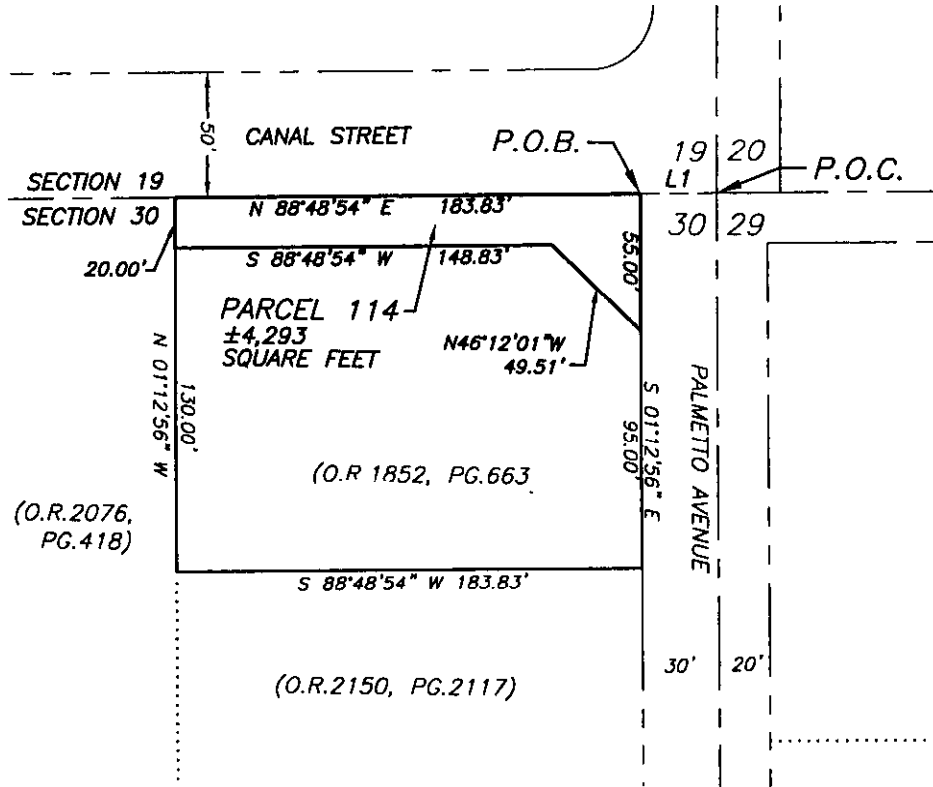 50'
CANAL STREET
P.O.B.
19 20
P.O.C.
L1
SECTION 19
SECTION 30
N 88°48'54" E 183.83'
30 29
20.00'
S 88°48'54" W 148.83'
55.00'
PARCEL 114
±4,293
SQUARE FEET
N46°12'01"W
49.51'
N 01°12'56" W
130.00'
S 01°12'56" E
95.00'
PALMETTO AVENUE
(O.R 1852, PG.663
(O.R.2076,
PG.418)
S 88°48'54" W 183.83'
30'
20'
(O.R.2150, PG.2117)